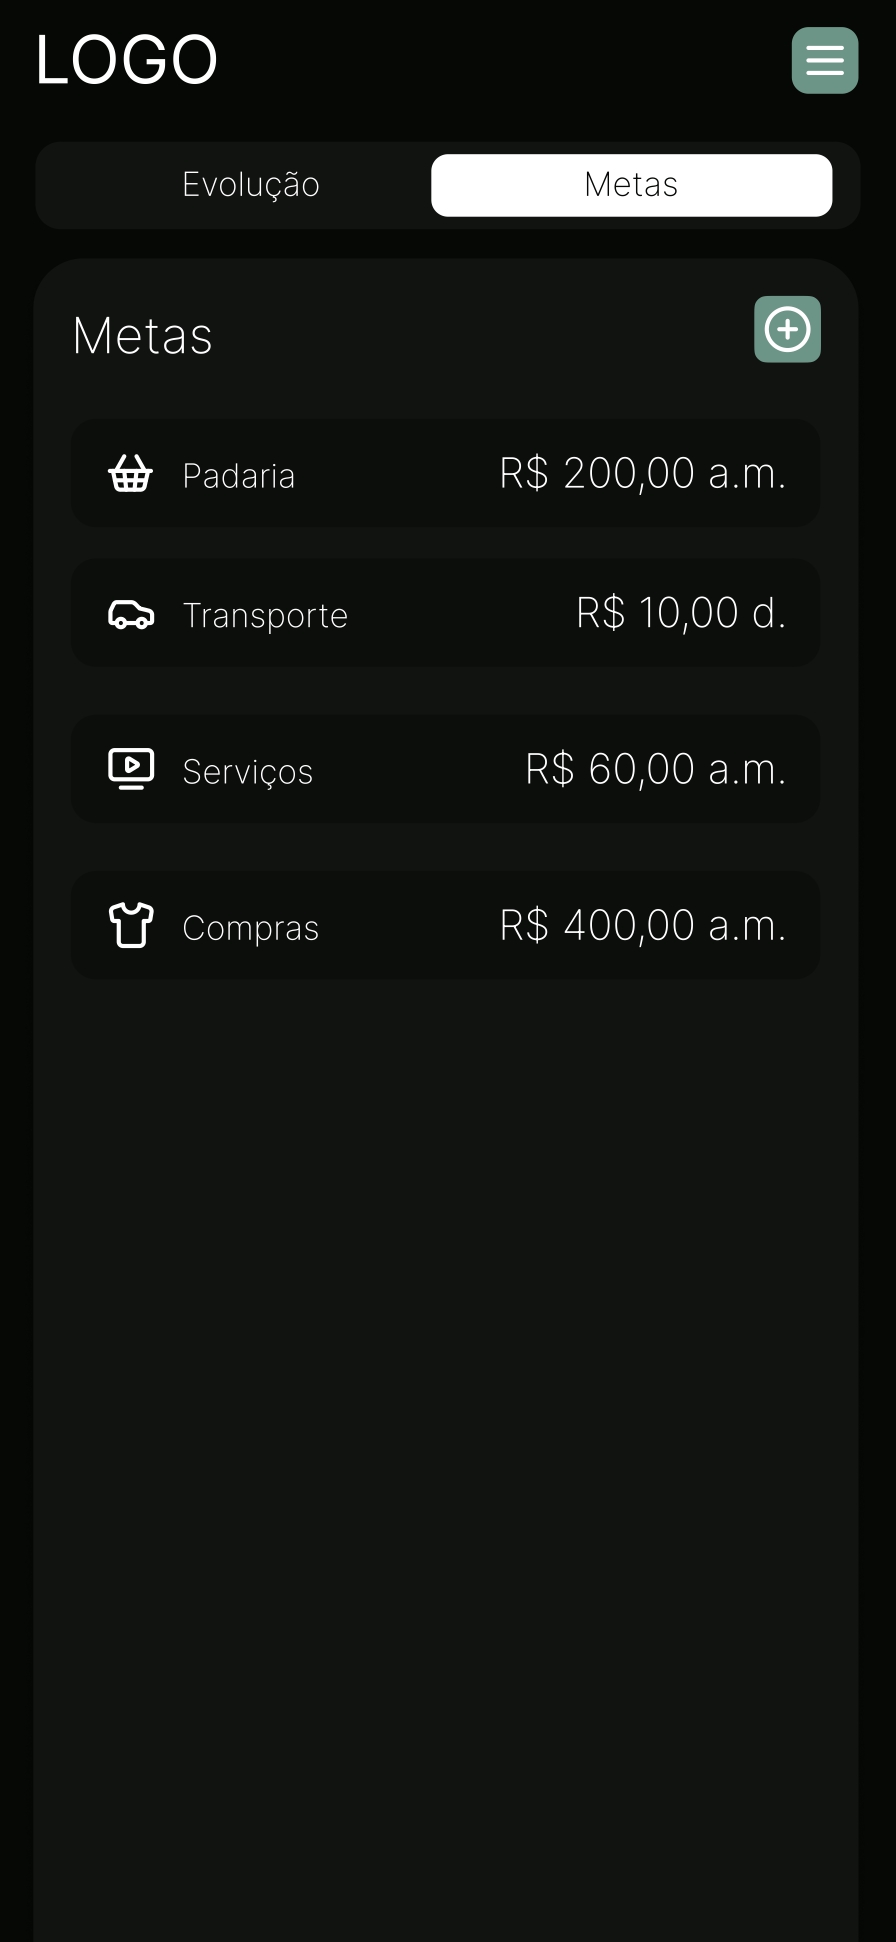 LOGO
Evolução Metas
Metas
Padaria R$ 200,00 a.m.
Transporte R$ 10,00 d.
Serviços R$ 60,00 a.m.
Compras R$ 400,00 a.m.